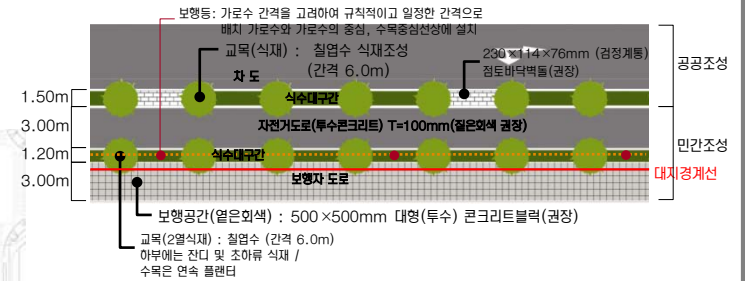 보행등: 가로수 간격을 고려하여 규칙적이고 일정한 간격으로
배치 가로수와 가로수의 중심, 수목중심선상에 설치
교목(식재) : 칠엽수 식재조성
(간격 6.0m)
230×114×76mm (검정계통)
점토바닥벽돌(권장)
공공조성
차 도
1.50m
식수대구간
3.00m
자전거도로(투수콘크리트) T=100mm(짙은회색 권장)
민간조성
1.20m
식수대구간
대지경계선
3.00m
보행자 도로
보행공간(옅은회색) : 500×500mm 대형(투수) 콘크리트블럭(권장)
교목(2열식재) : 칠엽수 (간격 6.0m)
하부에는 잔디 및 초하류 식재 /
수목은 연속 플랜터